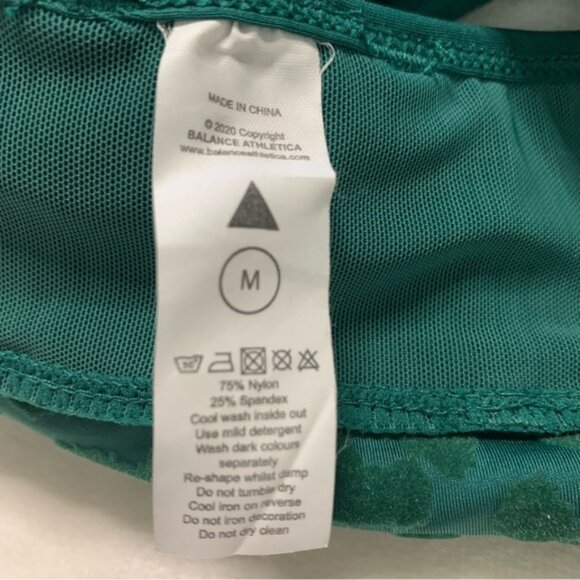 MADE IN CHINA
© 2020 Copyright
BALANCE ATHLETICA
www.balanceathletica.com
M
75% Nylon
25% Spandex
Cool wash inside out
Use mild detergent
Wash dark colours
separately
Re-shape whilst damp
Do not tumble dry
Cool iron on reverse
Do not iron decoration
Do not dry clean